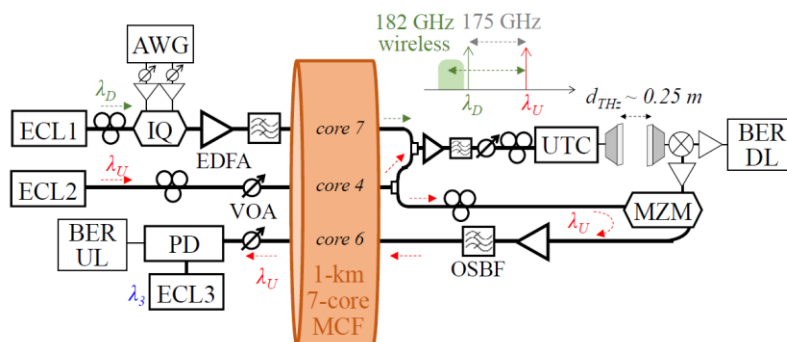 AWG
182 GHz
wireless
175 GHz
λD
λU
dTHz ~ 0.25 m
λD
ECL1
IQ
EDFA
core 7
UTC
BER
DL
ECL2
λU
VOA
core 4
MZM
λU
BER
UL
PD
λU
core 6
OSBF
λ3
ECL3
1-km
7-core
MCF